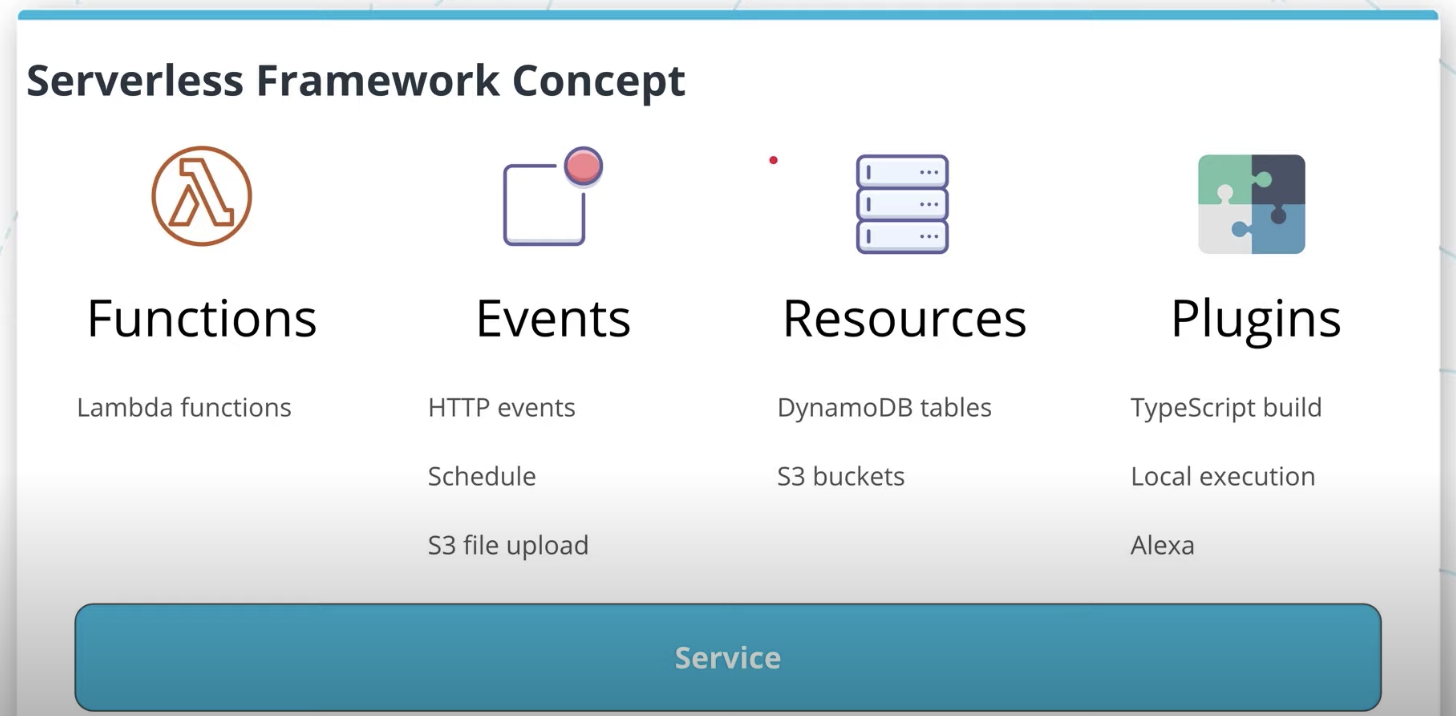 Serverless Framework Concept
Functions
Lambda functions
Events
HTTP events
Schedule
S3 file upload
Resources
DynamoDB tables
S3 buckets
Plugins
TypeScript build
Local execution
Alexa
Service